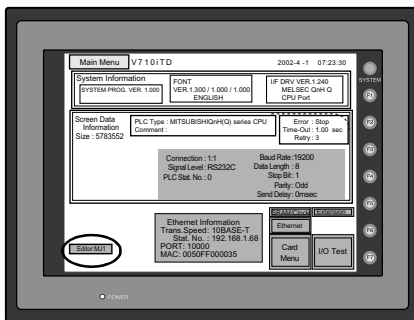 Main Menu V710iTD 2002-4 -1 07:23:30
SYSTEM
System Information
SYSTEM PROG. VER. 1.000
FONT
VER.1.300 / 1.000 / 1.000
ENGLISH
I/F DRV VER.1.240
MELSEC QnH Q
CPU Port
F1
Screen Data
Information
Size : 5783552
PLC Type : MITSUBISHIQnH(Q) series CPU
Comment :
Error : Stop
Time-Out : 1.00 sec
Retry : 3
F2
F3
Connection : 1:1
Signal Level : RS232C
PLC Stat. No. : 0
Baud Rate :19200
Data Length : 8
Stop Bit : 1
Parity: Odd
Send Delay: 0msec
F4
F5
SRAM/Clock Extension
Ethernet Information
Trans.Speed: 10BASE-T
Stat. No. : 192.168.1.68
PORT: 10000
MAC: 0050FF000035
Ethernet
F6
Editor:MJ1
Card
Menu
I/O Test
F7
POWER